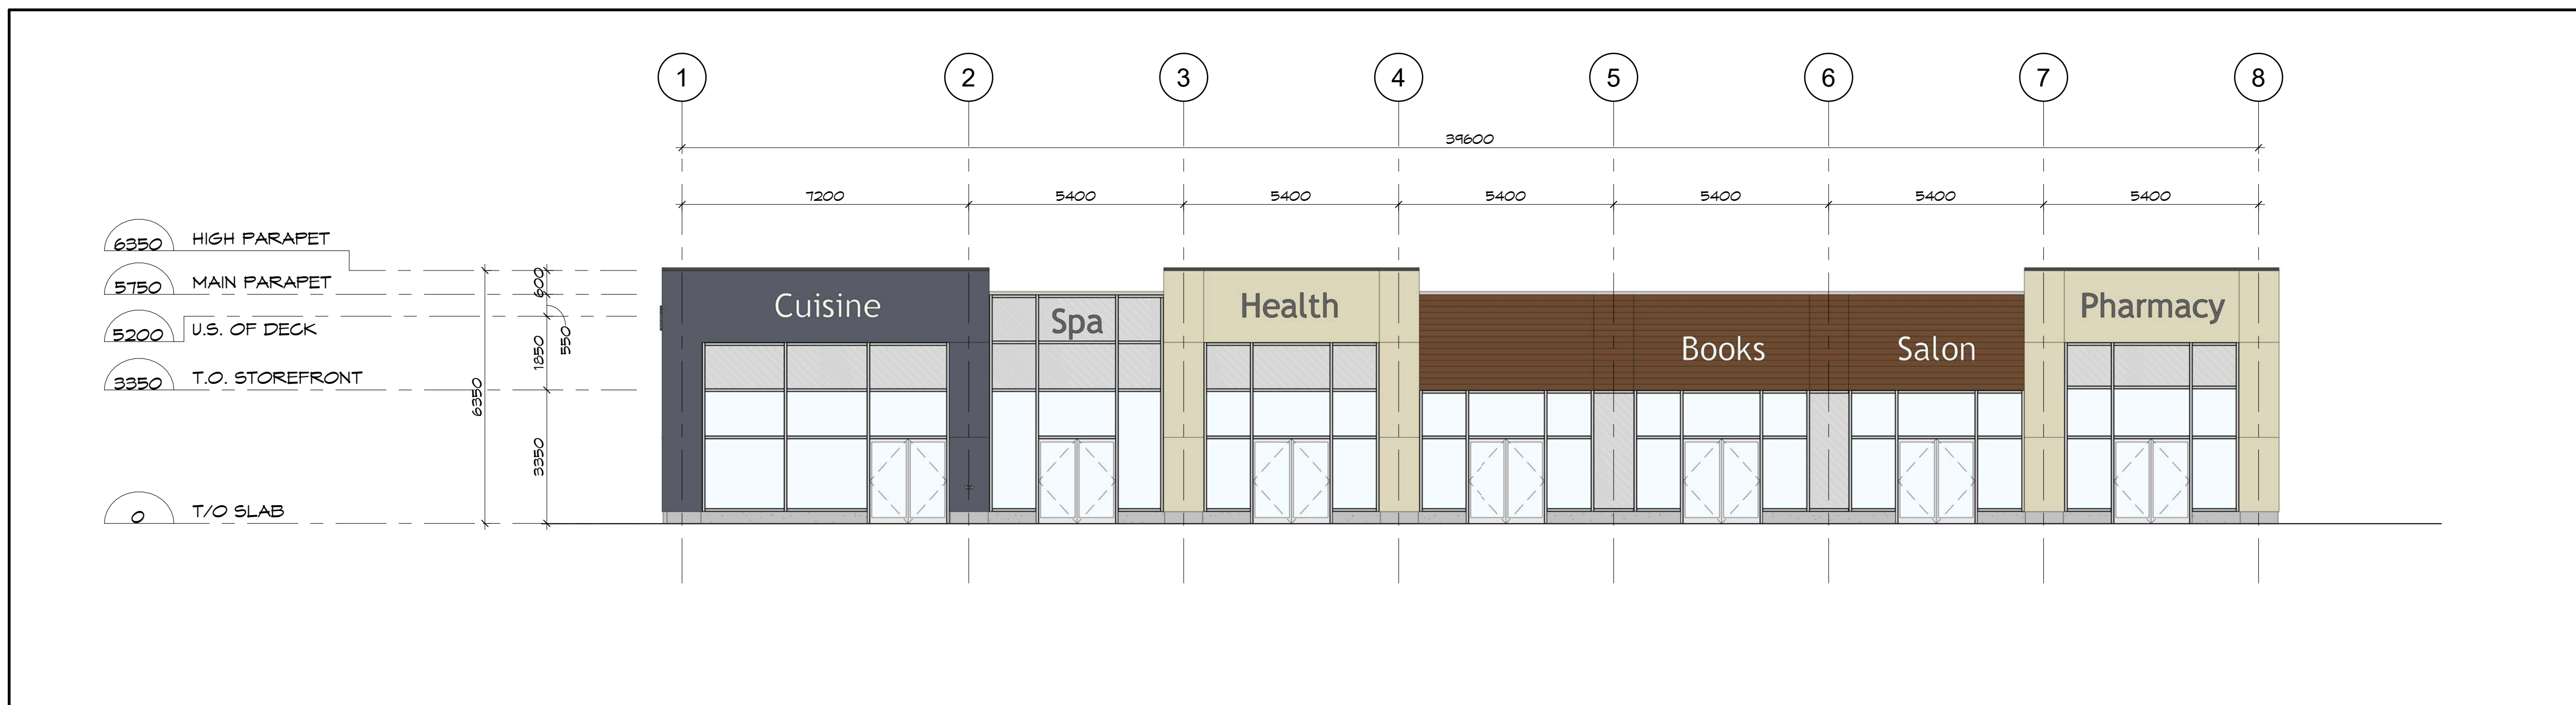 1 2 3 4 5 6 7 8
39600
7200 5400 5400 5400 5400 5400 5400
6350 HIGH PARAPET
5750 MAIN PARAPET
5200 U.S. OF DECK
3350 T.O. STOREFRONT
0 T/O SLAB
6350
600
550
1850
3350
Cuisine
Spa
Health
Books
Salon
Pharmacy